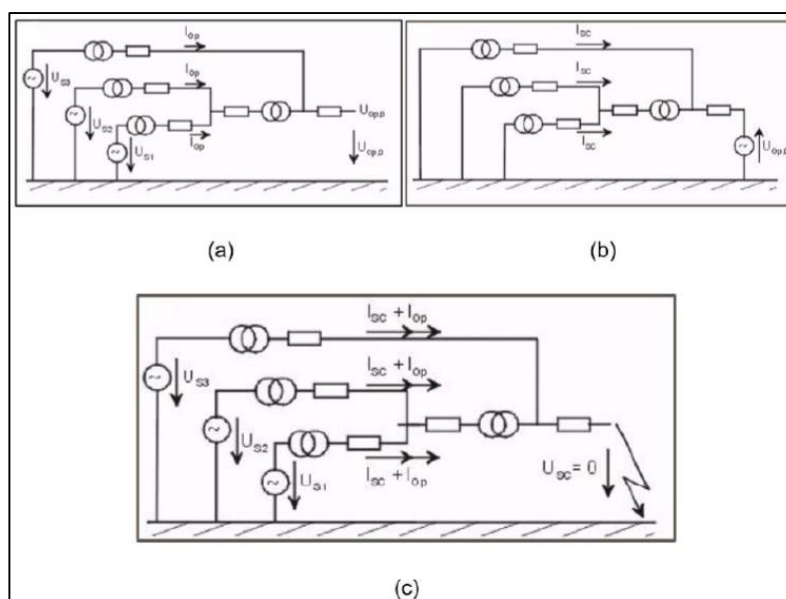 I_Op
I_Op
U_S3
U_S2
U_S1
I_Op
U_op,p
U_op,p
(a)
I_SC
I_SC
I_SC
(b)
I_SC + I_Op
I_SC + I_Op
U_S3
U_S2
U_S1
I_SC + I_Op
U_SC = 0
(c)